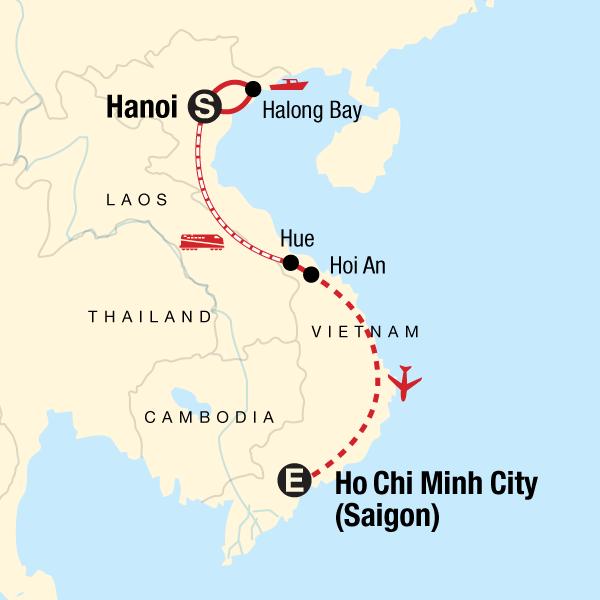 Hanoi S
Halong Bay
LAOS
Hue
Hoi An
THAILAND
VIETNAM
CAMBODIA
E
Ho Chi Minh City
(Saigon)